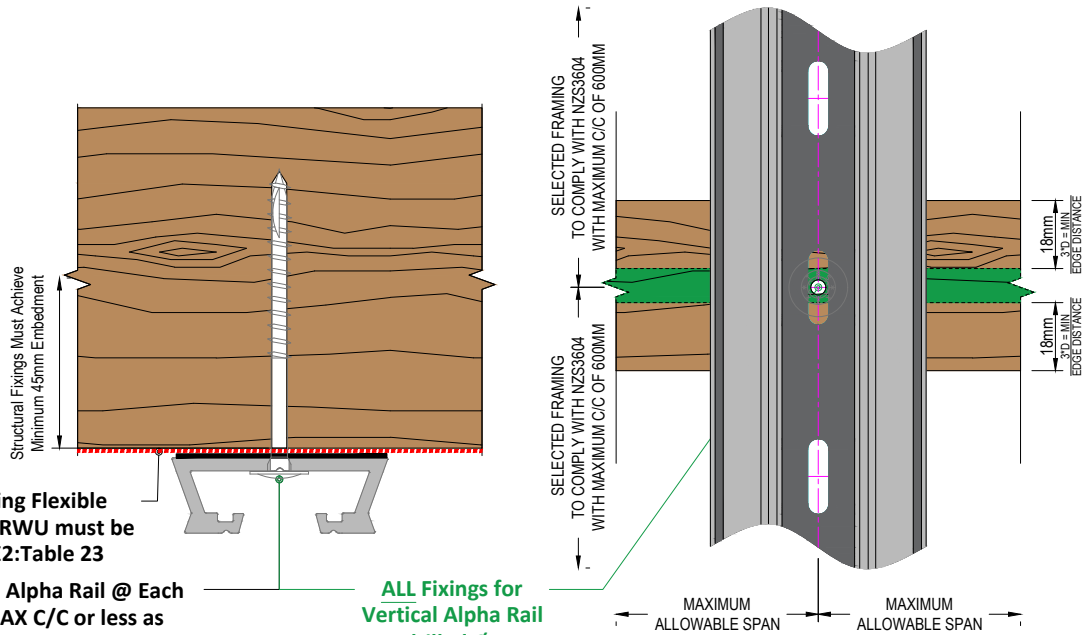 Structural Fixings Must Achieve
Minimum 45mm Embedment
ing Flexible
RWU must be
E2:Table 23
Alpha Rail @ Each
AX C/C or less as
ALL Fixings for
Vertical Alpha Rail
SELECTED FRAMING
TO COMPLY WITH NZS3604
WITH MAXIMUM C/C OF 600MM
SELECTED FRAMING
TO COMPLY WITH NZS3604
WITH MAXIMUM C/C OF 600MM
18mm
3*D = MIN
EDGE DISTANCE
18mm
3*D = MIN
EDGE DISTANCE
MAXIMUM
ALLOWABLE SPAN
MAXIMUM
ALLOWABLE SPAN